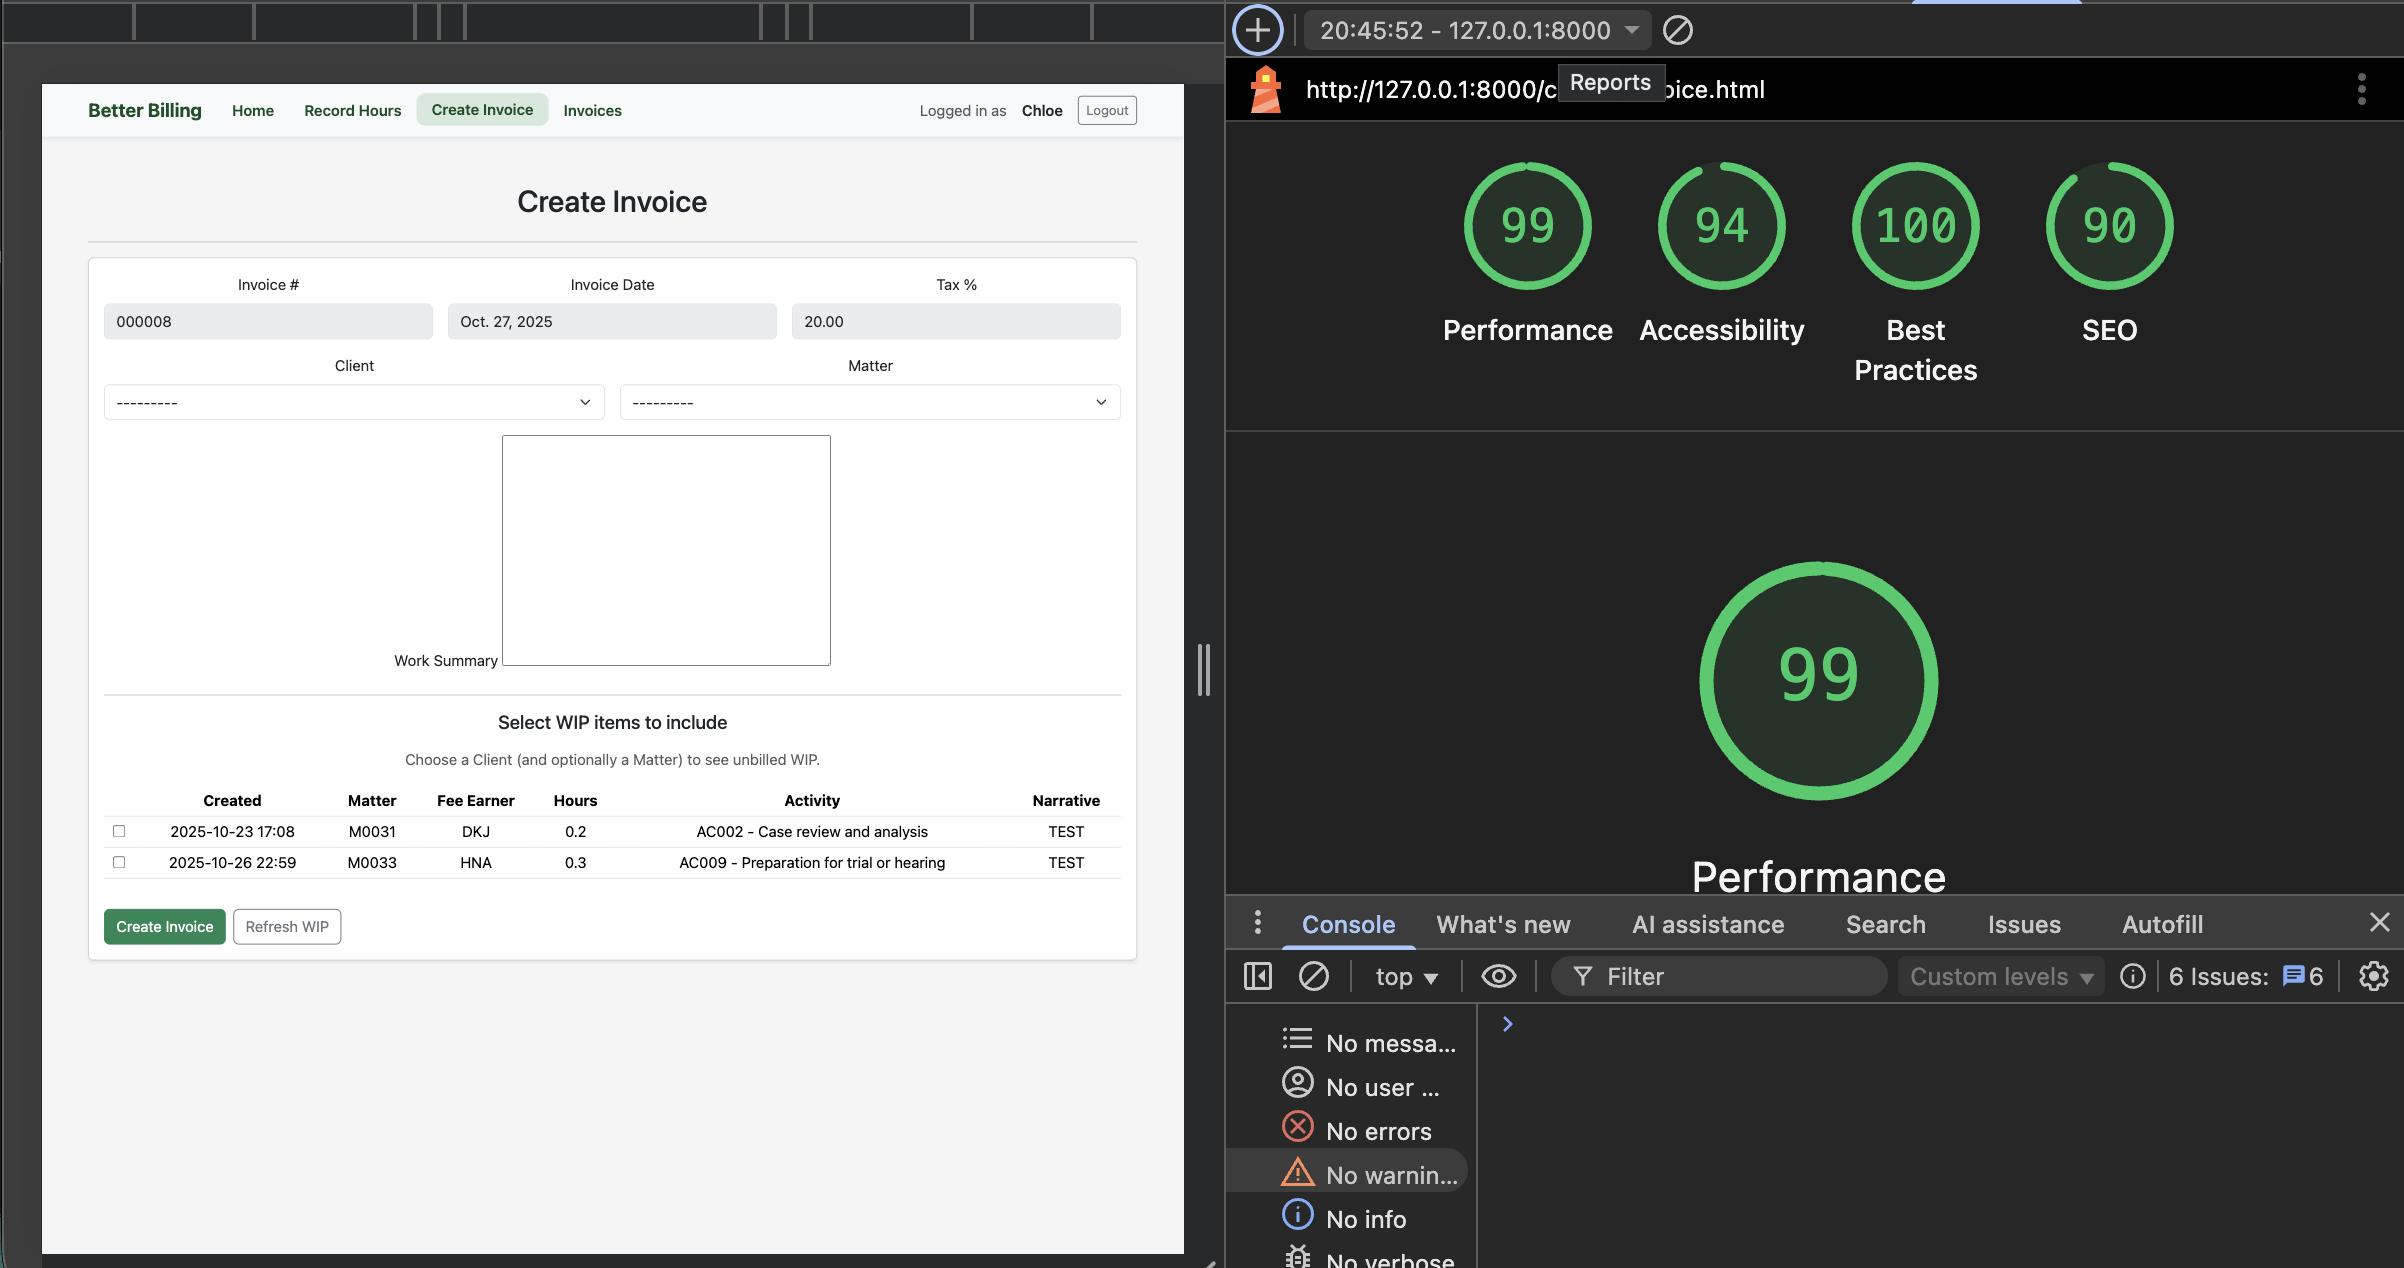 Better Billing Home Record Hours Create Invoice Invoices Logged in as Chloe Logout
Create Invoice
Invoice # Invoice Date Tax %
000008 Oct. 27, 2025 20.00
Client Matter
--------- ---------
Work Summary
Select WIP items to include
Choose a Client (and optionally a Matter) to see unbilled WIP.
Created Matter Fee Earner Hours Activity Narrative
2025-10-23 17:08 M0031 DKJ 0.2 AC002 - Case review and analysis TEST
2025-10-26 22:59 M0033 HNA 0.3 AC009 - Preparation for trial or hearing TEST
Create Invoice Refresh WIP
20:45:52 - 127.0.0.1:8000
http://127.0.0.1:8000/c Reports oice.html
99 94 100 90
Performance Accessibility Best Practices SEO
99
Performance
Console What's new AI assistance Search Issues Autofill
top Filter Custom levels 6 Issues: 6
No messa...
No user ...
No errors
No warnin...
No info
No verbose